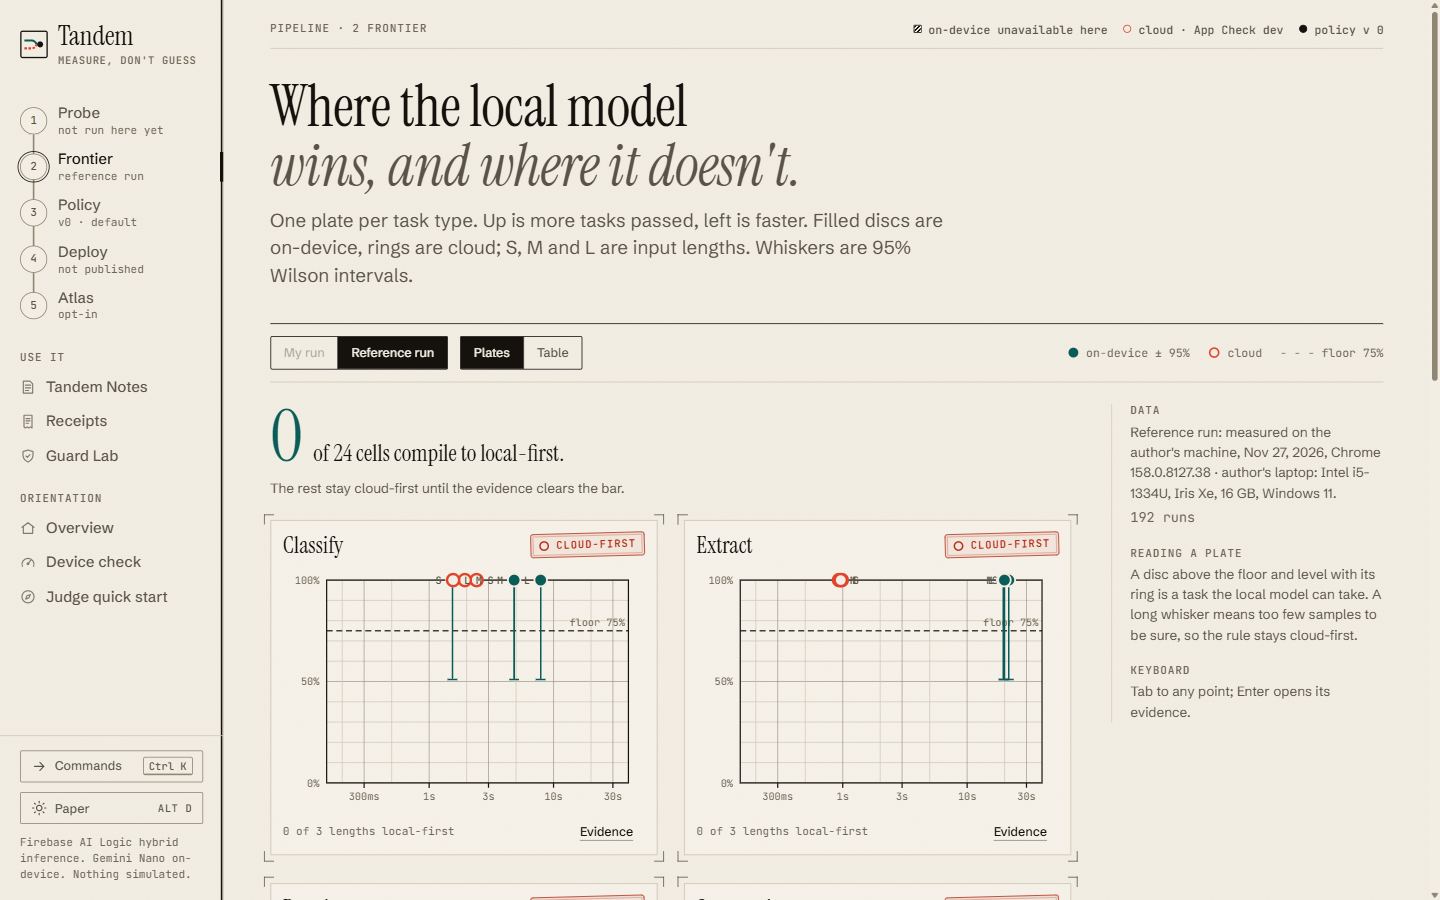 Tandem
MEASURE, DON'T GUESS
1
Probe
not run here yet
2
Frontier
reference run
3
Policy
v0 · default
4
Deploy
not published
5
Atlas
opt-in
USE IT
Tandem Notes
Receipts
Guard Lab
ORIENTATION
Overview
Device check
Judge quick start
Commands
Ctrl K
Paper
ALT D
Firebase AI Logic hybrid
inference. Gemini Nano on-
device. Nothing simulated.
PIPELINE · 2 FRONTIER
on-device unavailable here
cloud · App Check dev
policy v 0
Where the local model
wins, and where it doesn't.
One plate per task type. Up is more tasks passed, left is faster. Filled discs are
on-device, rings are cloud; S, M and L are input lengths. Whiskers are 95%
Wilson intervals.
My run
Reference run
Plates
Table
on-device ± 95%
cloud
- - - floor 75%
0 of 24 cells compile to local-first.
The rest stay cloud-first until the evidence clears the bar.
Classify
CLOUD-FIRST
100%
S L M S M L
floor 75%
50%
0%
300ms 1s 3s 10s 30s
0 of 3 lengths local-first
Evidence
Extract
CLOUD-FIRST
100%
floor 75%
50%
0%
300ms 1s 3s 10s 30s
0 of 3 lengths local-first
Evidence
DATA
Reference run: measured on the
author's machine, Nov 27, 2026, Chrome
158.0.8127.38 · author's laptop: Intel i5-
1334U, Iris Xe, 16 GB, Windows 11.
192 runs
READING A PLATE
A disc above the floor and level with its
ring is a task the local model can take. A
long whisker means too few samples to
be sure, so the rule stays cloud-first.
KEYBOARD
Tab to any point; Enter opens its
evidence.